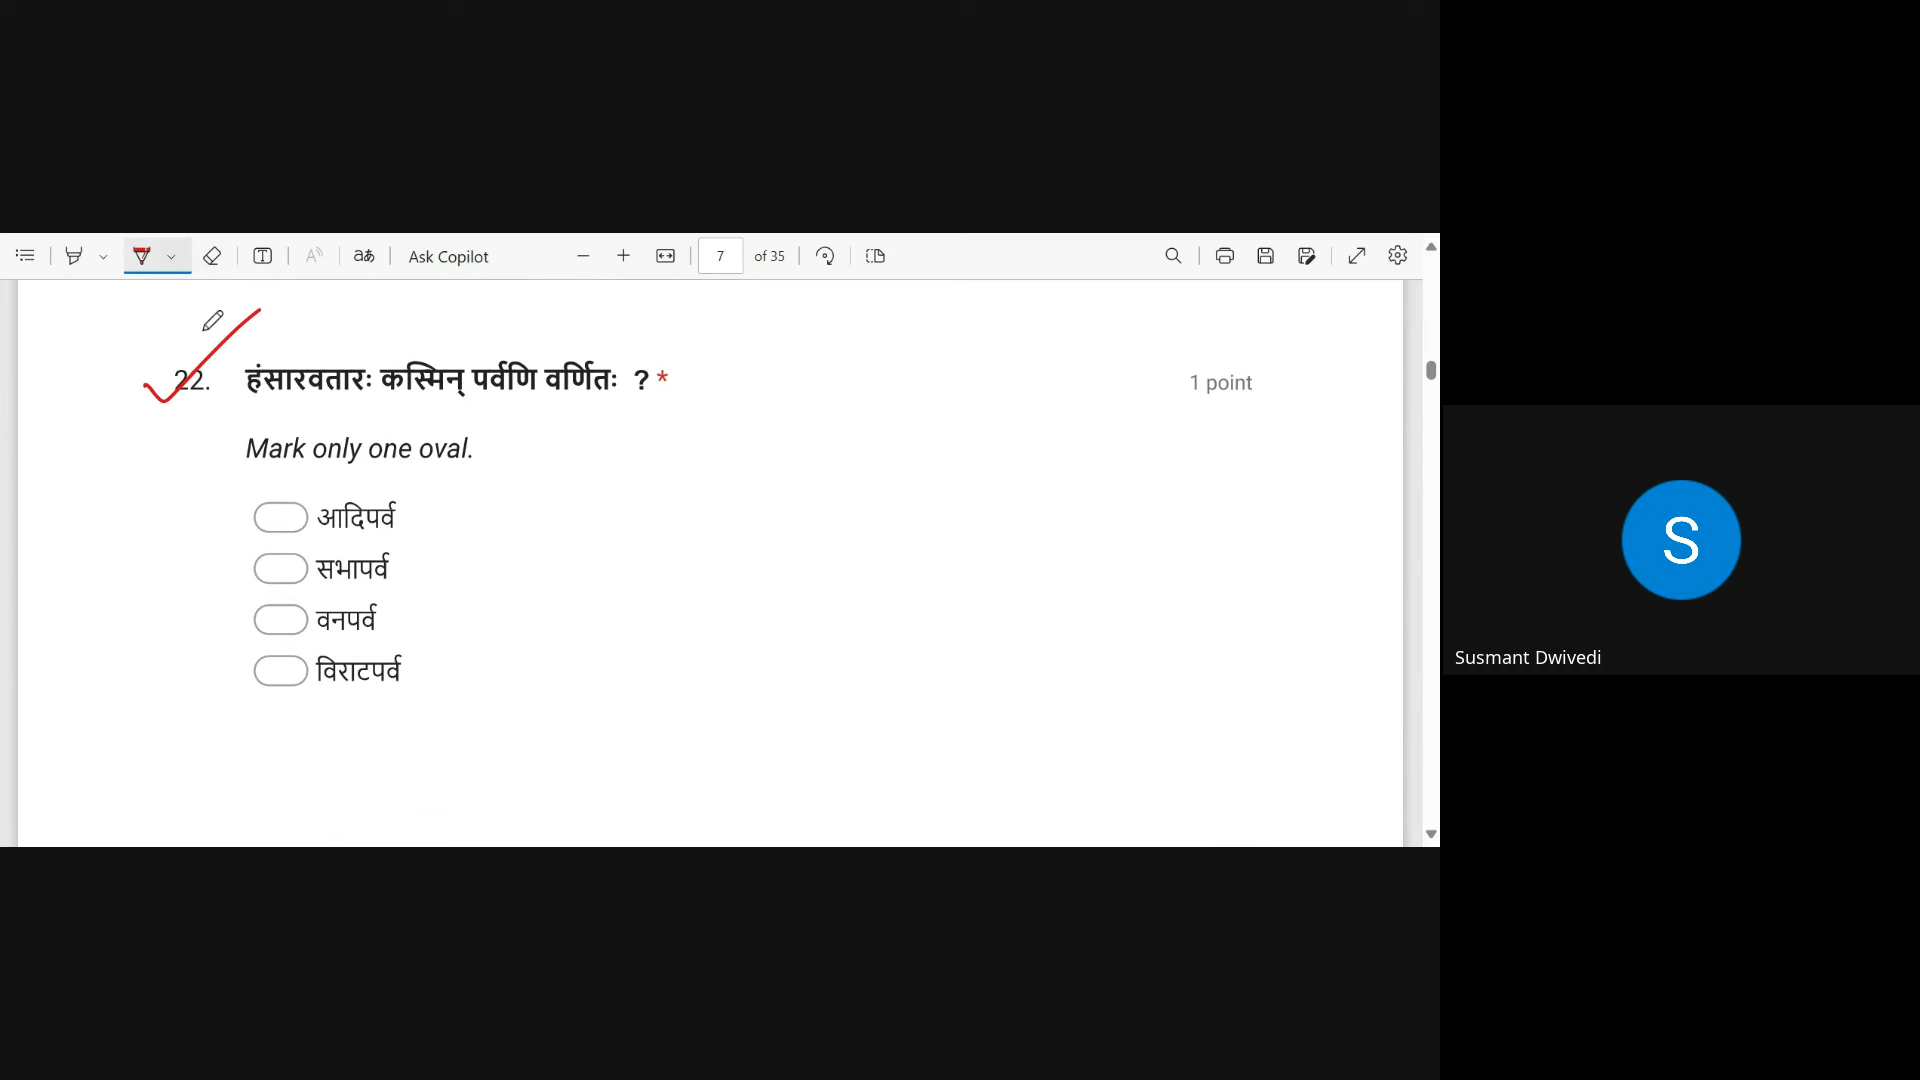 Ask Copilot
7 of 35
22. हंसारवतारः कस्मिन् पर्वणि वर्णितः ? *
1 point
Mark only one oval.
आदिपर्व
सभापर्व
वनपर्व
विराटपर्व
S
Susmant Dwivedi